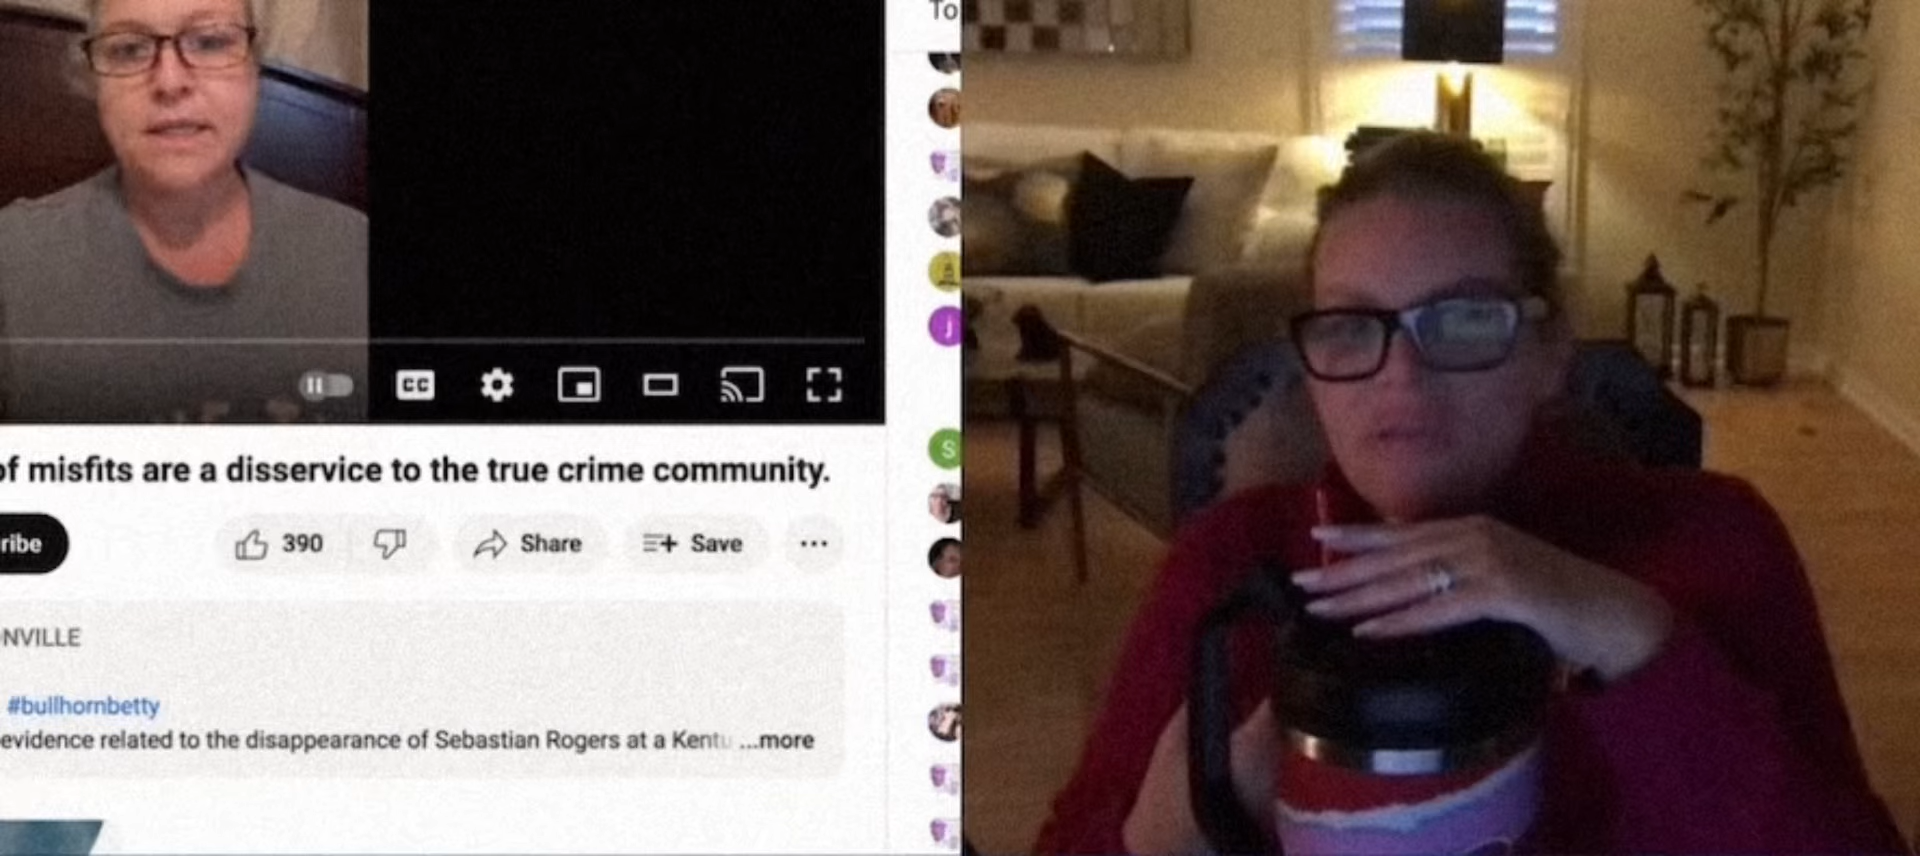 To
CC
of misfits are a disservice to the true crime community.
ribe
390
Share
Save
NVILLE
#bullhornbetty
evidence related to the disappearance of Sebastian Rogers at a Kentu ...more
J
S